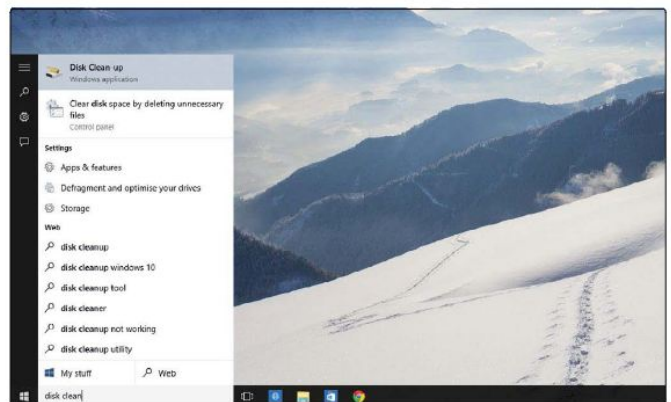 Disk Clean-up
Windows application
Clear disk space by deleting unnecessary
files
Control panel
Settings
Apps & features
Defragment and optimise your drives
Storage
Web
disk cleanup
disk cleanup windows 10
disk cleanup tool
disk cleaner
disk cleanup not working
disk cleanup utility
My stuff
Web
disk clean